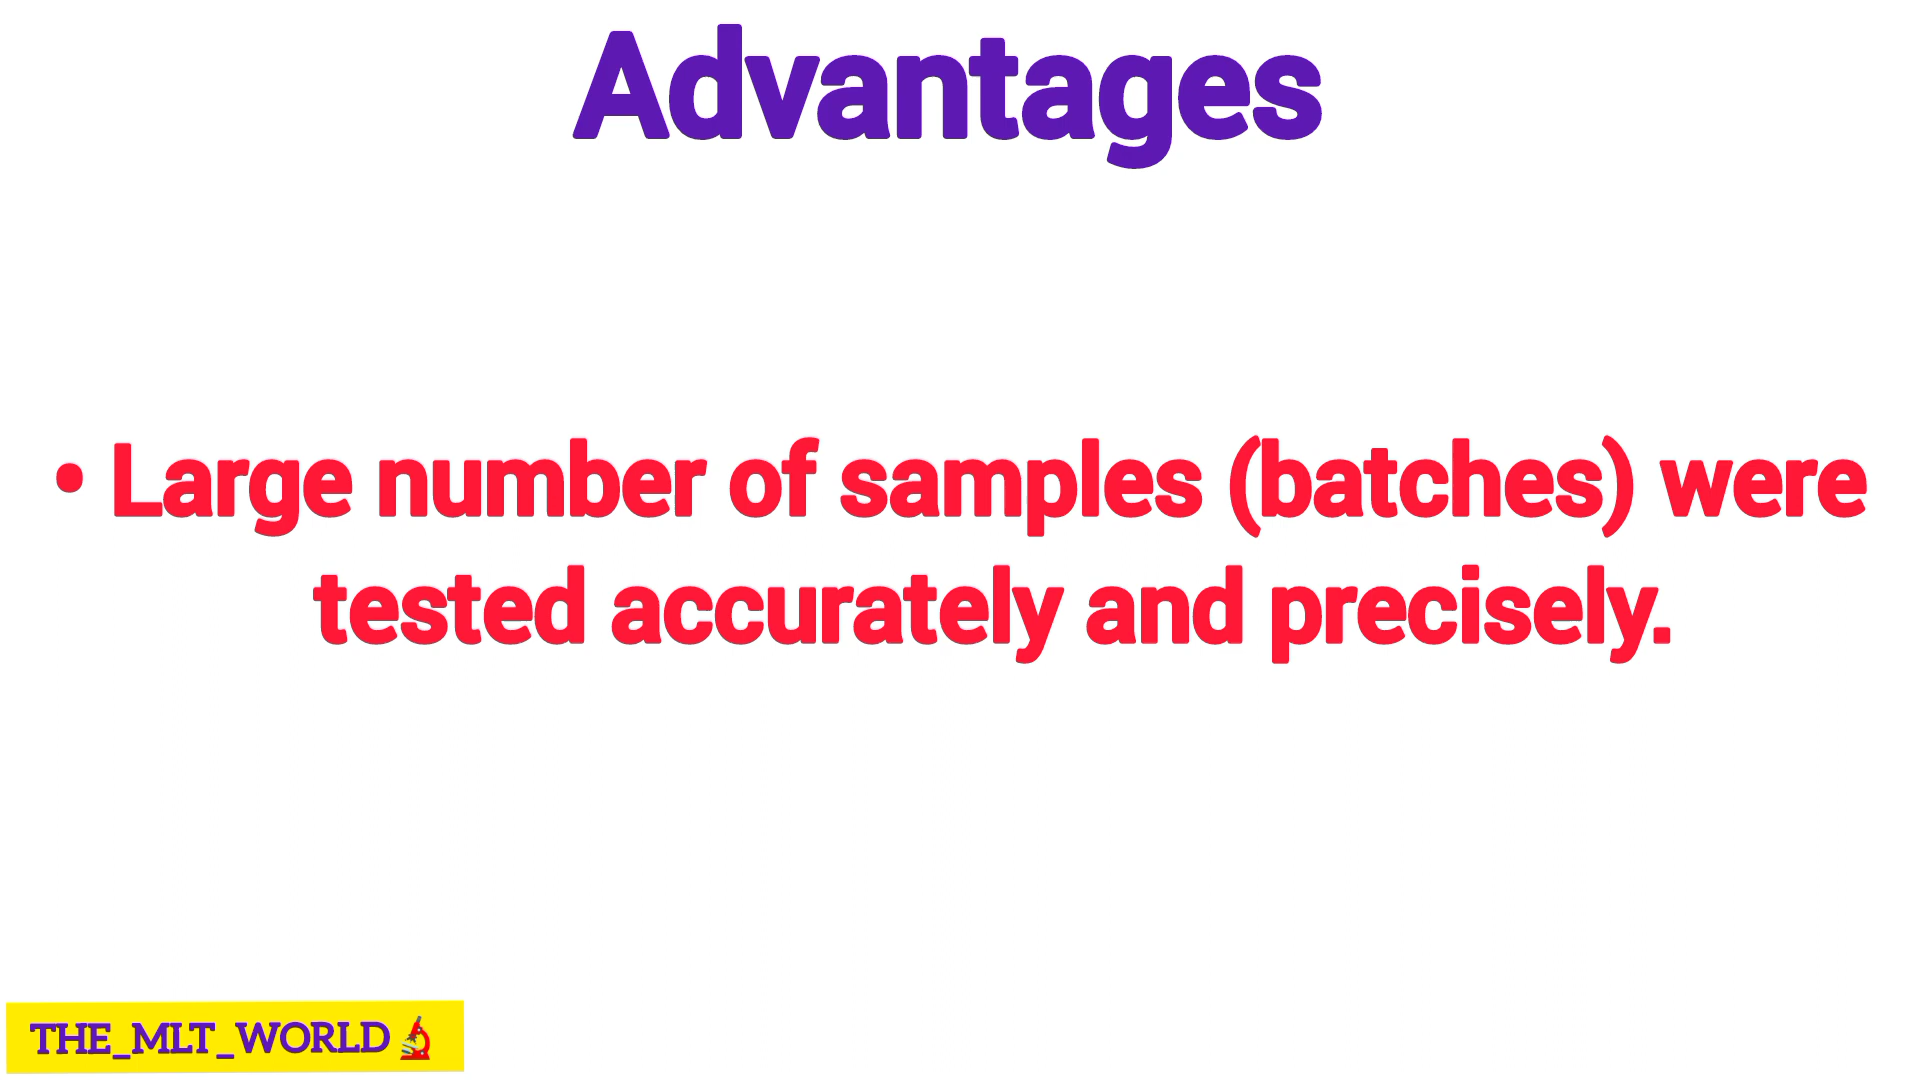 Advantages
• Large number of samples (batches) were
tested accurately and precisely.
THE_MLT_WORLD🔬